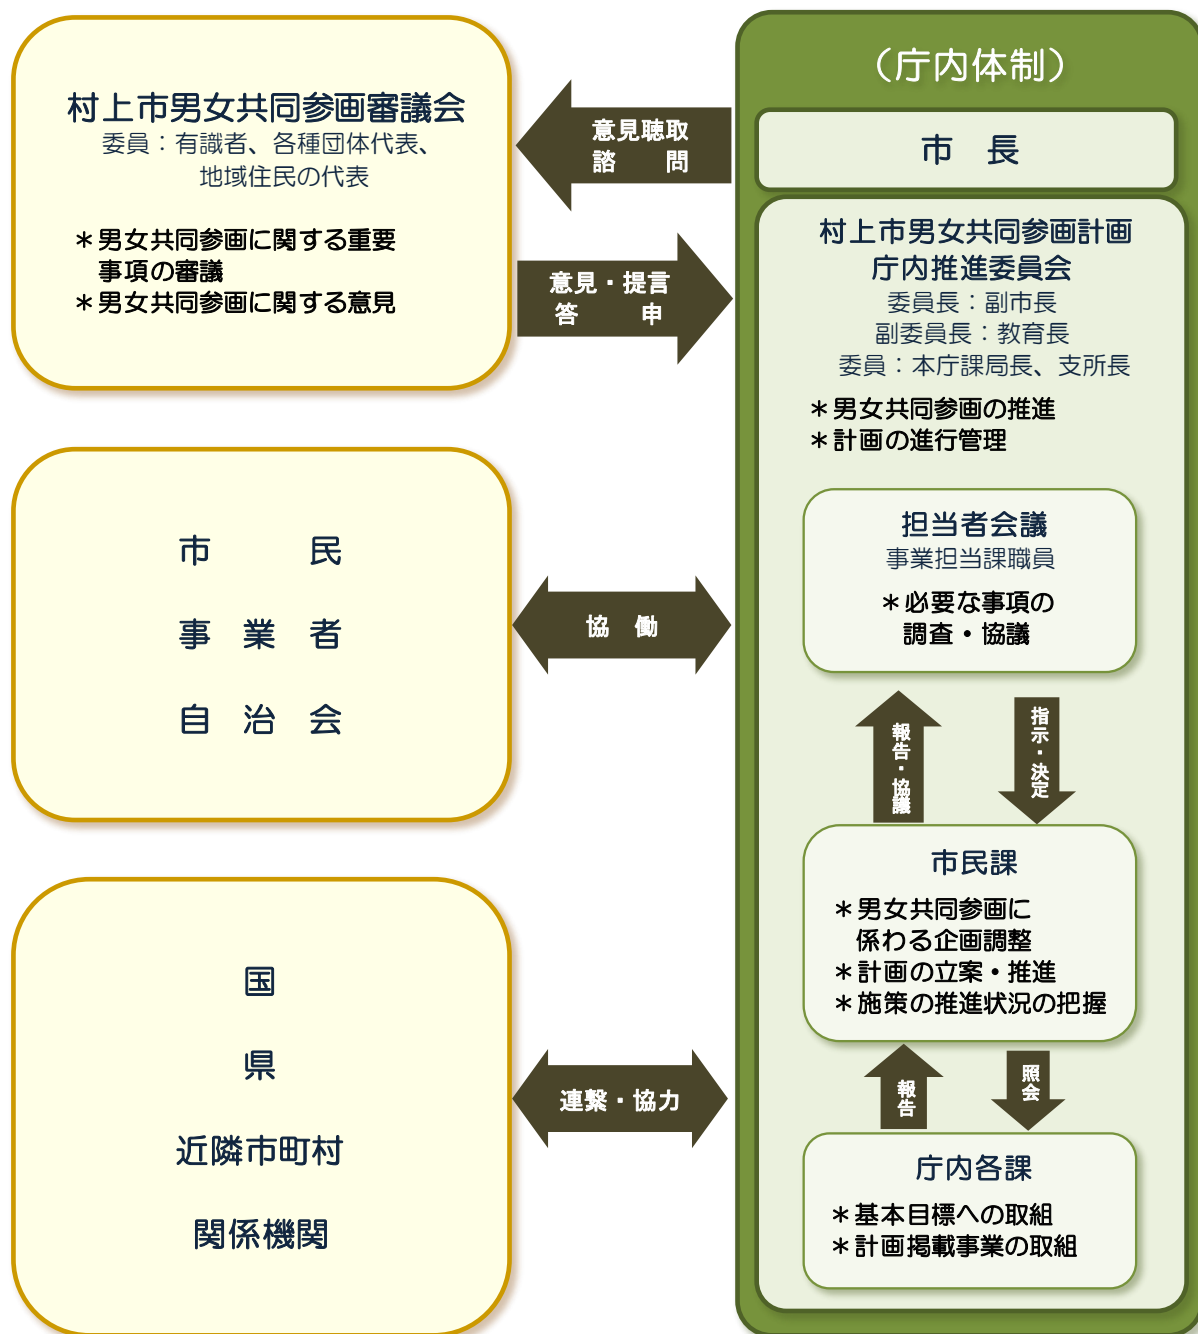 村上市男女共同参画審議会
委員：有識者、各種団体代表、
地域住民の代表
＊男女共同参画に関する重要
事項の審議
＊男女共同参画に関する意見
意見聴取
諮　問
意見・提言
答　申
市　民
事　業　者
自　治　会
協　働
国
県
近隣市町村
関係機関
連繋・協力
（庁内体制）
市　長
村上市男女共同参画計画
庁内推進委員会
委員長：副市長
副委員長：教育長
委員：本庁課局長、支所長
＊男女共同参画の推進
＊計画の進行管理
担当者会議
事業担当課職員
＊必要な事項の
調査・協議
報告・協議
指示・決定
市民課
＊男女共同参画に
係わる企画調整
＊計画の立案・推進
＊施策の推進状況の把握
報告
照会
庁内各課
＊基本目標への取組
＊計画掲載事業の取組